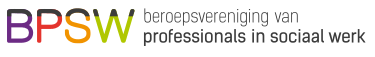 BPSW
beroepsvereniging van
professionals in sociaal werk